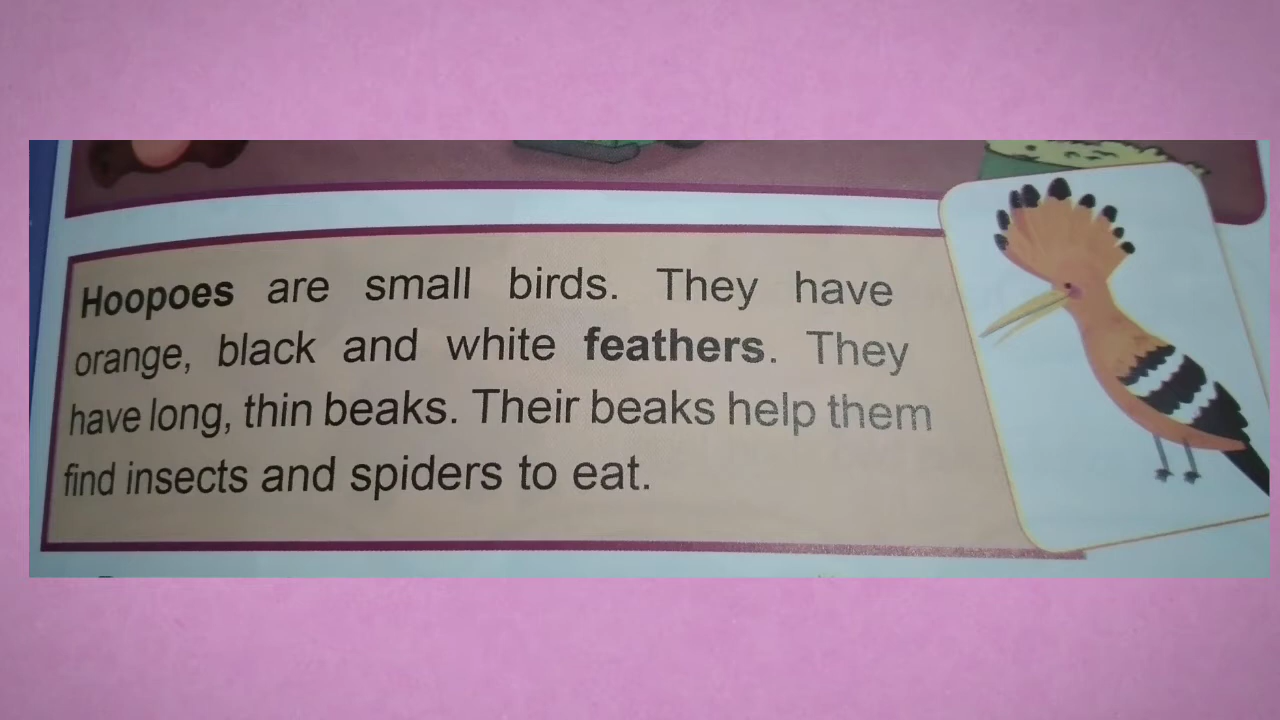 Hoopoes are small birds. They have
orange, black and white feathers. They
have long, thin beaks. Their beaks help them
find insects and spiders to eat.